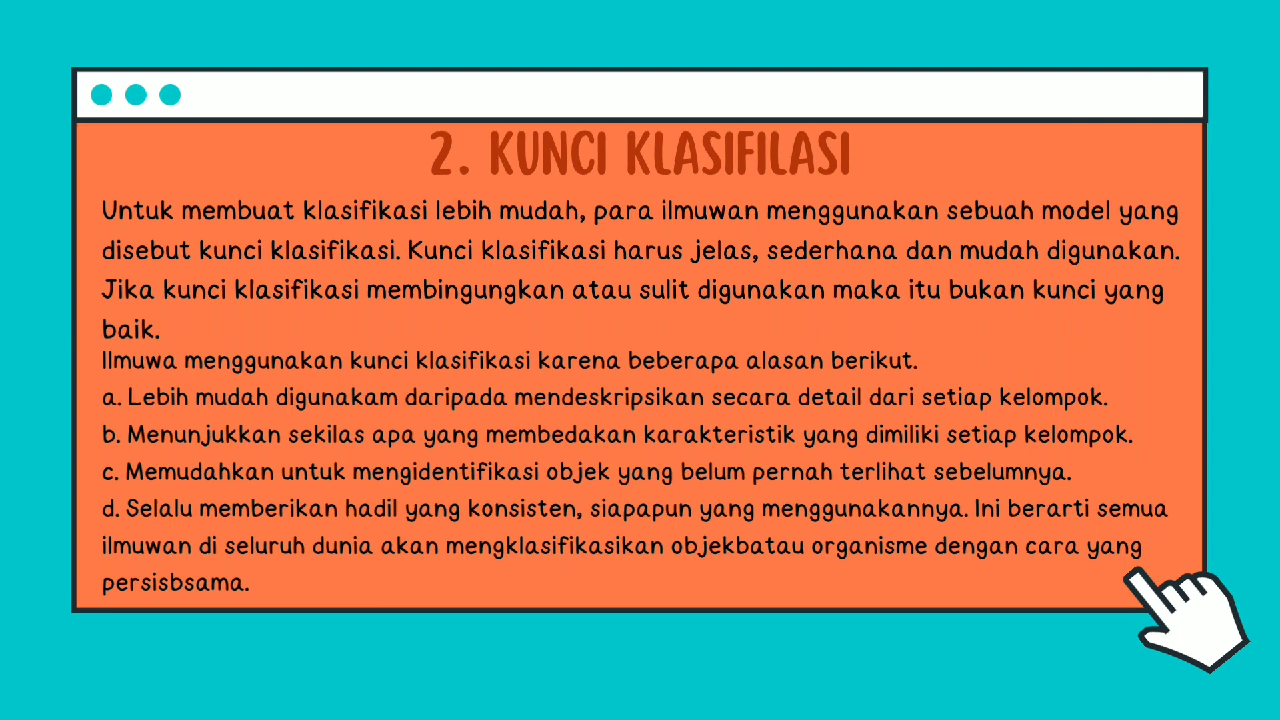 2. KUNCI KLASIFILASI
Untuk membuat klasifikasi lebih mudah, para ilmuwan menggunakan sebuah model yang
disebut kunci klasifikasi. Kunci klasifikasi harus jelas, sederhana dan mudah digunakan.
Jika kunci klasifikasi membingungkan atau sulit digunakan maka itu bukan kunci yang
baik.
Ilmuwa menggunakan kunci klasifikasi karena beberapa alasan berikut.
a. Lebih mudah digunakam daripada mendeskripsikan secara detail dari setiap kelompok.
b. Menunjukkan sekilas apa yang membedakan karakteristik yang dimiliki setiap kelompok.
c. Memudahkan untuk mengidentifikasi objek yang belum pernah terlihat sebelumnya.
d. Selalu memberikan hadil yang konsisten, siapapun yang menggunakannya. Ini berarti semua
ilmuwan di seluruh dunia akan mengklasifikasikan objekbatau organisme dengan cara yang
persisbsama.